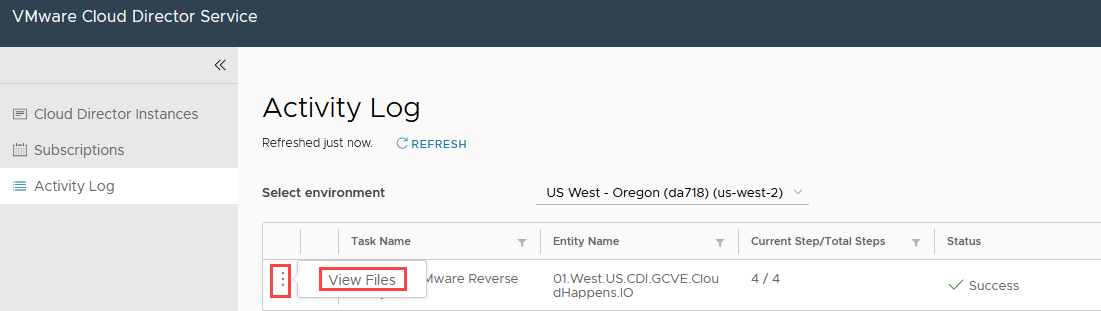 VMware Cloud Director Service
Cloud Director Instances
Subscriptions
Activity Log
Activity Log
Refreshed just now.
REFRESH
Select environment
US West - Oregon (da718) (us-west-2)
Task Name
Entity Name
Current Step/Total Steps
Status
View Files
Mware Reverse
01.West.US.CDI.GCVE.Clou
dHappens.IO
4 / 4
Success